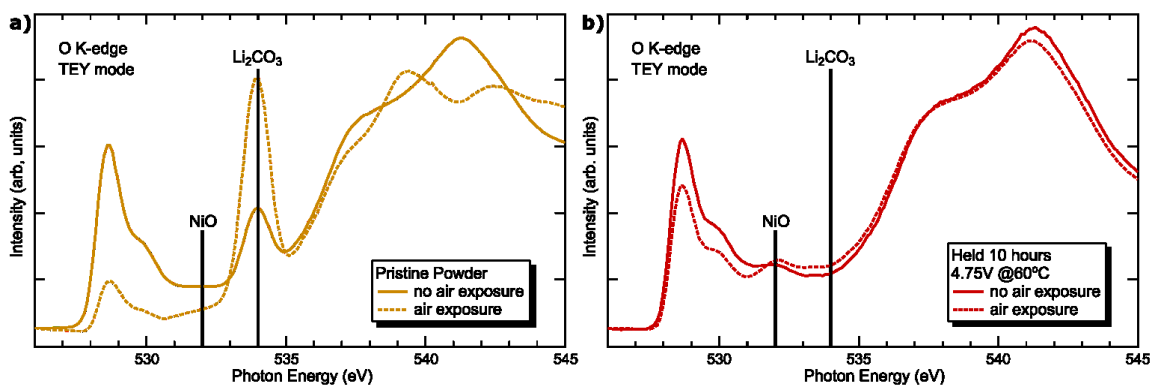 a)
O K-edge
TEY mode
Li₂CO₃
NiO
Intensity (arb, units)
Pristine Powder
no air exposure
air exposure
530
535
540
545
Photon Energy (eV)
b)
O K-edge
TEY mode
Li₂CO₃
NiO
Intensity (arb. units)
Held 10 hours
4.75V @60ºC
no air exposure
air exposure
530
535
540
545
Photon Energy (eV)